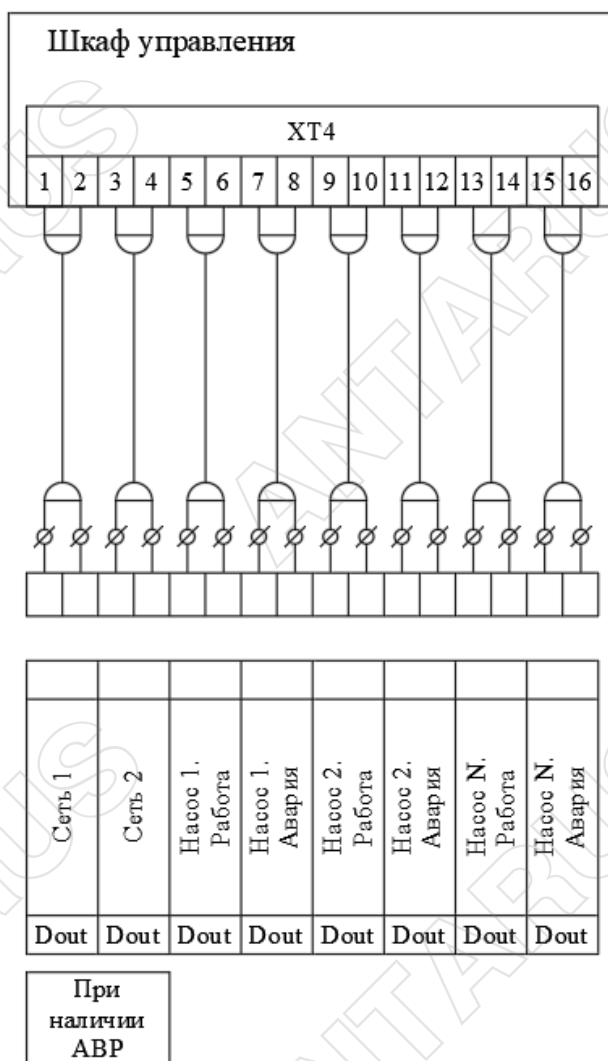 Шкаф управления
XT4
1 2 3 4 5 6 7 8 9 10 11 12 13 14 15 16
Сеть 1
Сеть 2
Насос 1.
Работа
Насос 1.
Авария
Насос 2.
Работа
Насос 2.
Авария
Насос N.
Работа
Насос N.
Авария
Dout Dout Dout Dout Dout Dout Dout Dout
При
наличии
АВР
ANTARUS